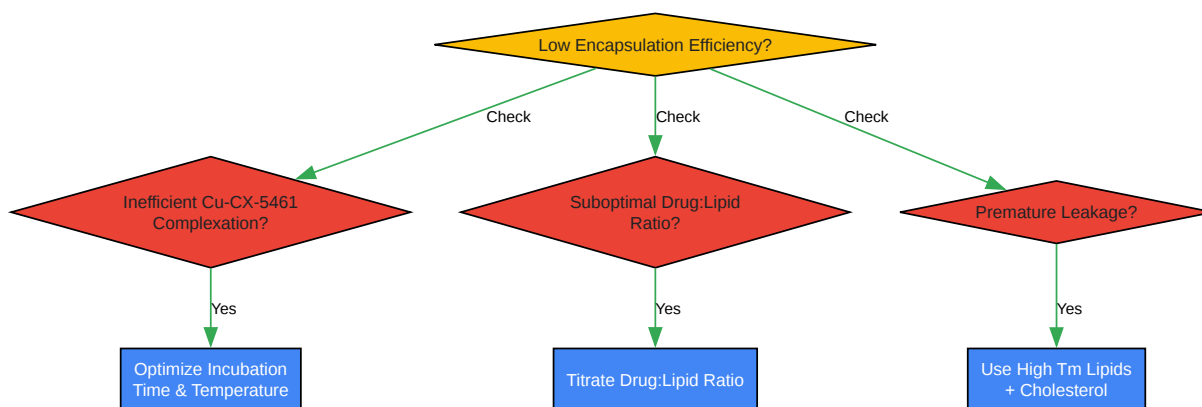 Low Encapsulation Efficiency?
Check
Check
Check
Inefficient Cu-CX-5461
Complexation?
Suboptimal Drug:Lipid
Ratio?
Premature Leakage?
Yes
Yes
Yes
Optimize Incubation
Time & Temperature
Titrate Drug:Lipid Ratio
Use High Tm Lipids
+ Cholesterol